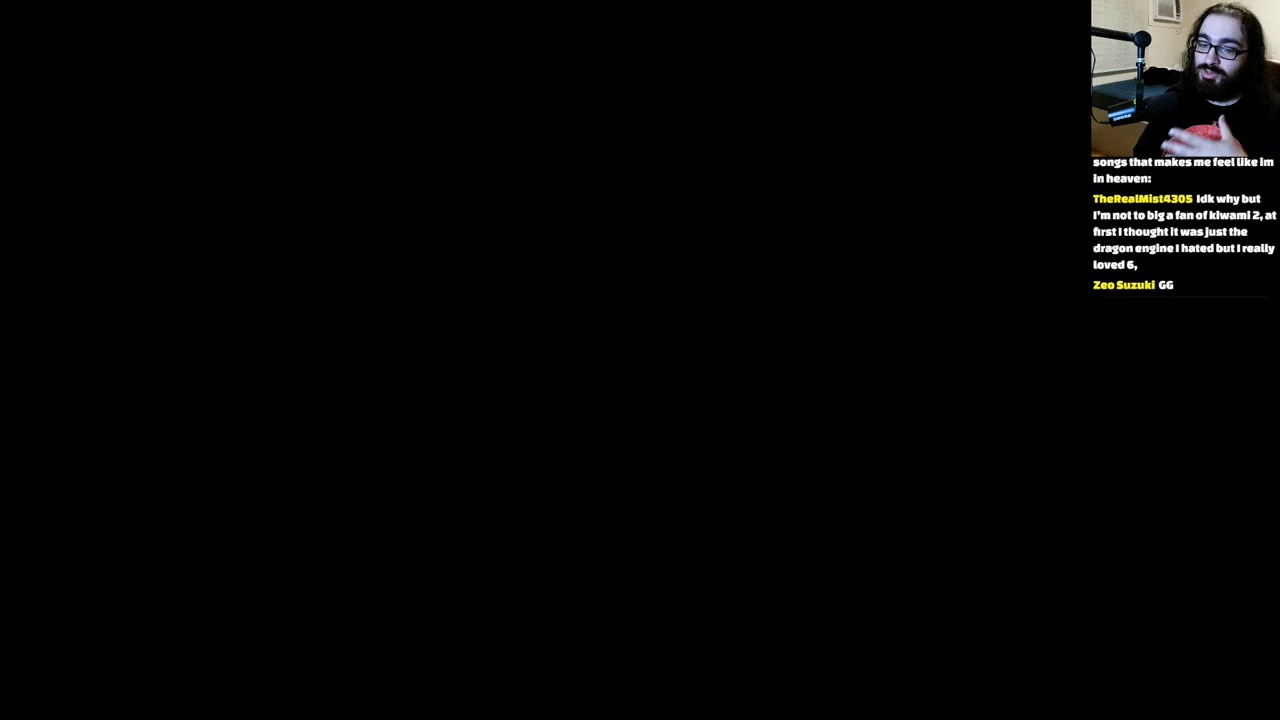 songs that makes me feel like im
in heaven:
TheRealMist4305 Idk why but
I'm not to big a fan of kiwami 2, at
first I thought it was just the
dragon engine I hated but I really
loved 6,
Zeo Suzuki GG
SHURE